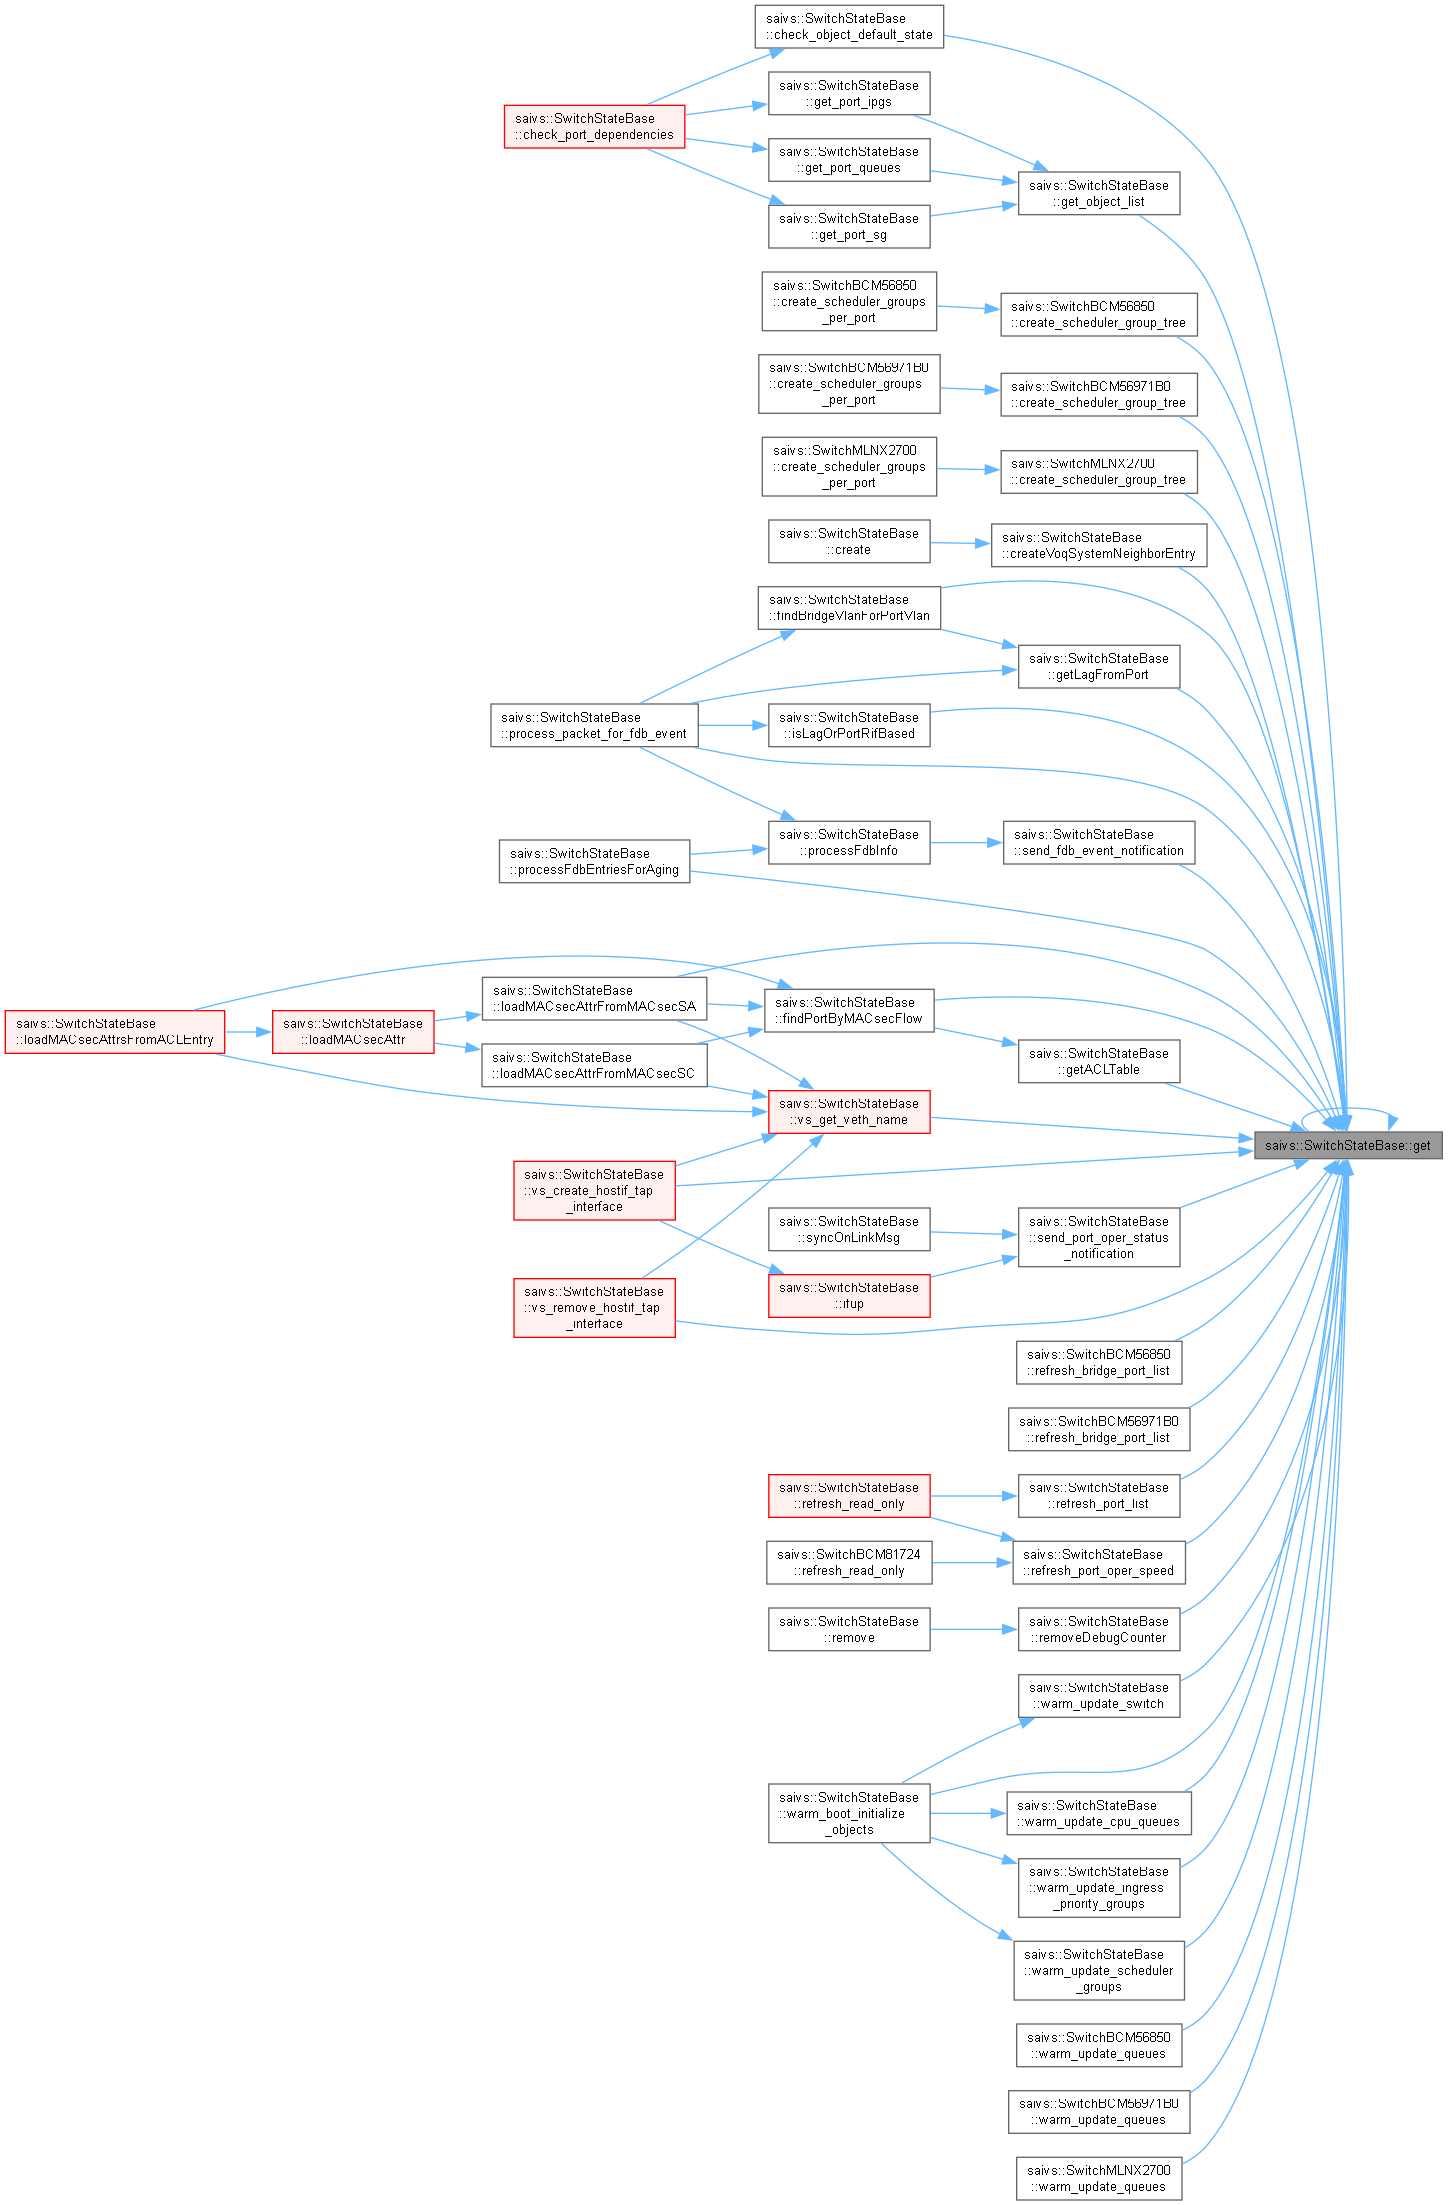 saivs::SwitchStateBase
::check_object_default_state
saivs::SwitchStateBase
::get_port_ipgs
saivs::SwitchStateBase
::check_port_dependencies
saivs::SwitchStateBase
::get_port_queues
saivs::SwitchStateBase
::get_object_list
saivs::SwitchStateBase
::get_port_sg
saivs::SwitchBCM56850
::create_scheduler_groups
_per_port
saivs::SwitchBCM56850
::create_scheduler_group_tree
saivs::SwitchBCM56971B0
::create_scheduler_groups
_per_port
saivs::SwitchBCM56971B0
::create_scheduler_group_tree
saivs::SwitchMLNX2700
::create_scheduler_groups
_per_port
saivs::SwitchMLNX2700
::create_scheduler_group_tree
saivs::SwitchStateBase
::create
saivs::SwitchStateBase
::createVoqSystemNeighborEntry
saivs::SwitchStateBase
::findBridgeVlanForPortVlan
saivs::SwitchStateBase
::getLagFromPort
saivs::SwitchStateBase
::process_packet_for_fdb_event
saivs::SwitchStateBase
::isLagOrPortRifBased
saivs::SwitchStateBase
::processFdbInfo
saivs::SwitchStateBase
::send_fdb_event_notification
saivs::SwitchStateBase
::processFdbEntriesForAging
saivs::SwitchStateBase
::loadMACsecAttrFromMACsecSA
saivs::SwitchStateBase
::findPortByMACsecFlow
saivs::SwitchStateBase
::loadMACsecAttrsFromACLEntry
saivs::SwitchStateBase
::loadMACsecAttr
saivs::SwitchStateBase
::loadMACsecAttrFromMACsecSC
saivs::SwitchStateBase
::getACLTable
saivs::SwitchStateBase
::vs_get_veth_name
saivs::SwitchStateBase::get
saivs::SwitchStateBase
::vs_create_hostif_tap
_interface
saivs::SwitchStateBase
::syncOnLinkMsg
saivs::SwitchStateBase
::send_port_oper_status
_notification
saivs::SwitchStateBase
::vs_remove_hostif_tap
_interface
saivs::SwitchStateBase
::ifup
saivs::SwitchBCM56850
::refresh_bridge_port_list
saivs::SwitchBCM56971B0
::refresh_bridge_port_list
saivs::SwitchStateBase
::refresh_read_only
saivs::SwitchStateBase
::refresh_port_list
saivs::SwitchBCM81724
::refresh_read_only
saivs::SwitchStateBase
::refresh_port_oper_speed
saivs::SwitchStateBase
::remove
saivs::SwitchStateBase
::removeDebugCounter
saivs::SwitchStateBase
::warm_update_switch
saivs::SwitchStateBase
::warm_boot_initialize
_objects
saivs::SwitchStateBase
::warm_update_cpu_queues
saivs::SwitchStateBase
::warm_update_ingress
_priority_groups
saivs::SwitchStateBase
::warm_update_scheduler
_groups
saivs::SwitchBCM56850
::warm_update_queues
saivs::SwitchBCM56971B0
::warm_update_queues
saivs::SwitchMLNX2700
::warm_update_queues